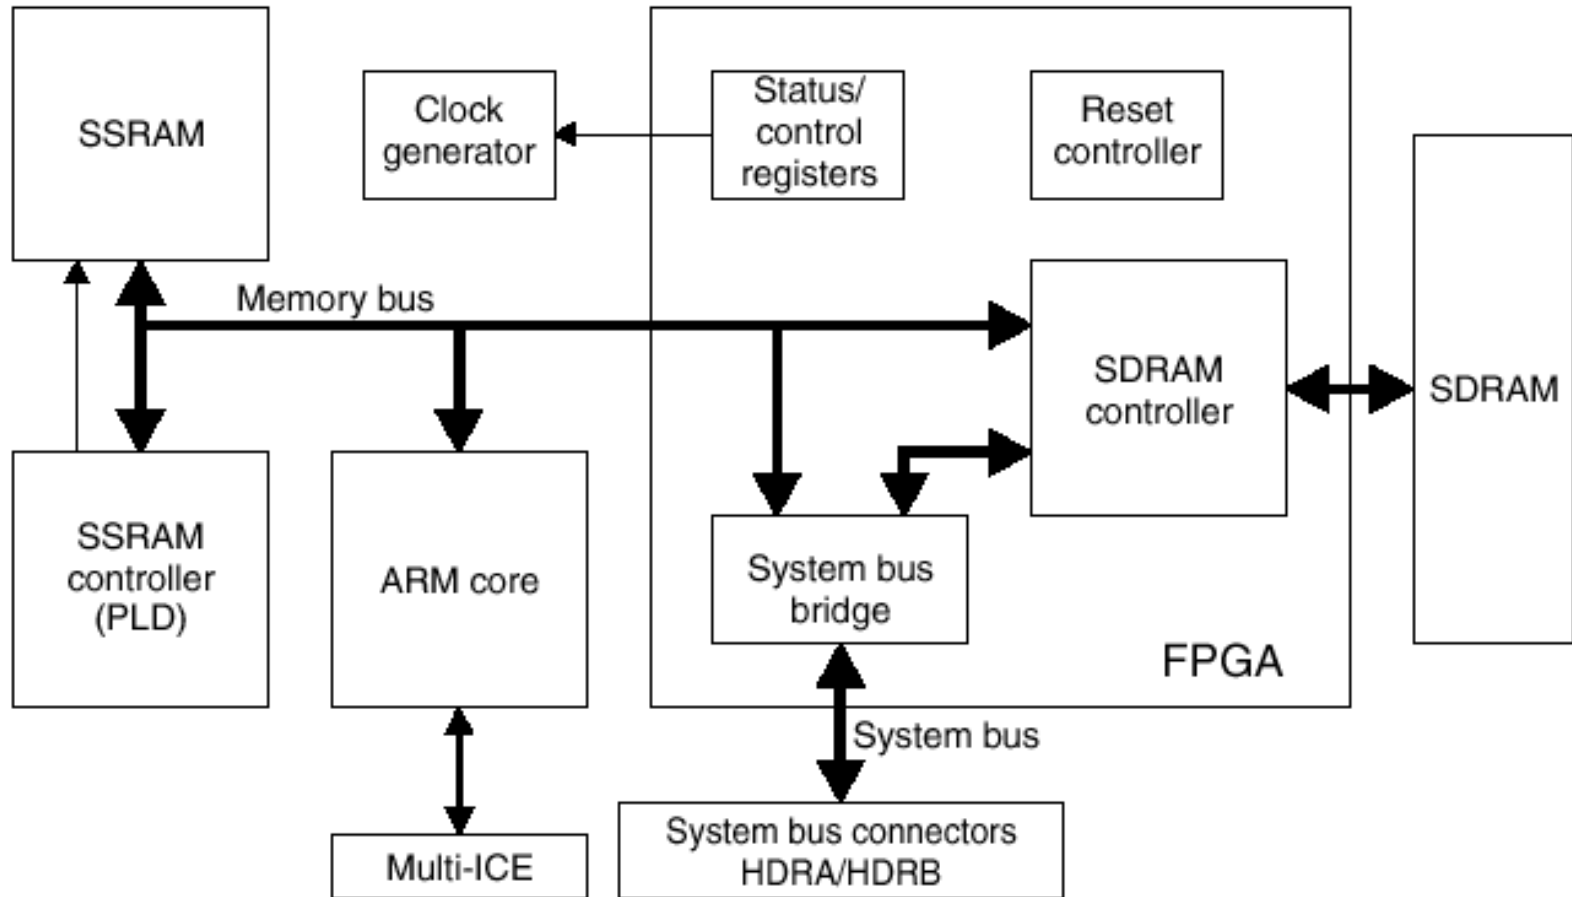 SSRAM
Clock
generator
Status/
control
registers
Reset
controller
Memory bus
SDRAM
controller
SDRAM
SSRAM
controller
(PLD)
ARM core
System bus
bridge
FPGA
System bus
Multi-ICE
System bus connectors
HDRA/HDRB